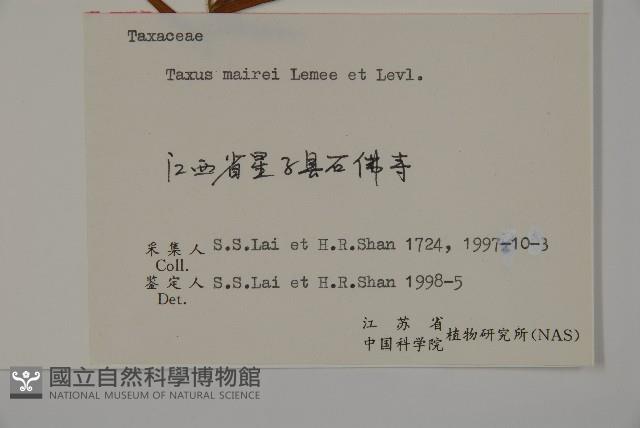 Taxaceae
Taxus mairei Lemee et Levl.
江西省星子县石佛寺
采集人 S.S.Lai et H.R.Shan 1724, 1997-10-3
Coll.
鉴定人 S.S.Lai et H.R.Shan 1998-5
Det.
江苏省
中国科学院 植物研究所(NAS)
國立自然科學博物館
NATIONAL MUSEUM OF NATURAL SCIENCE